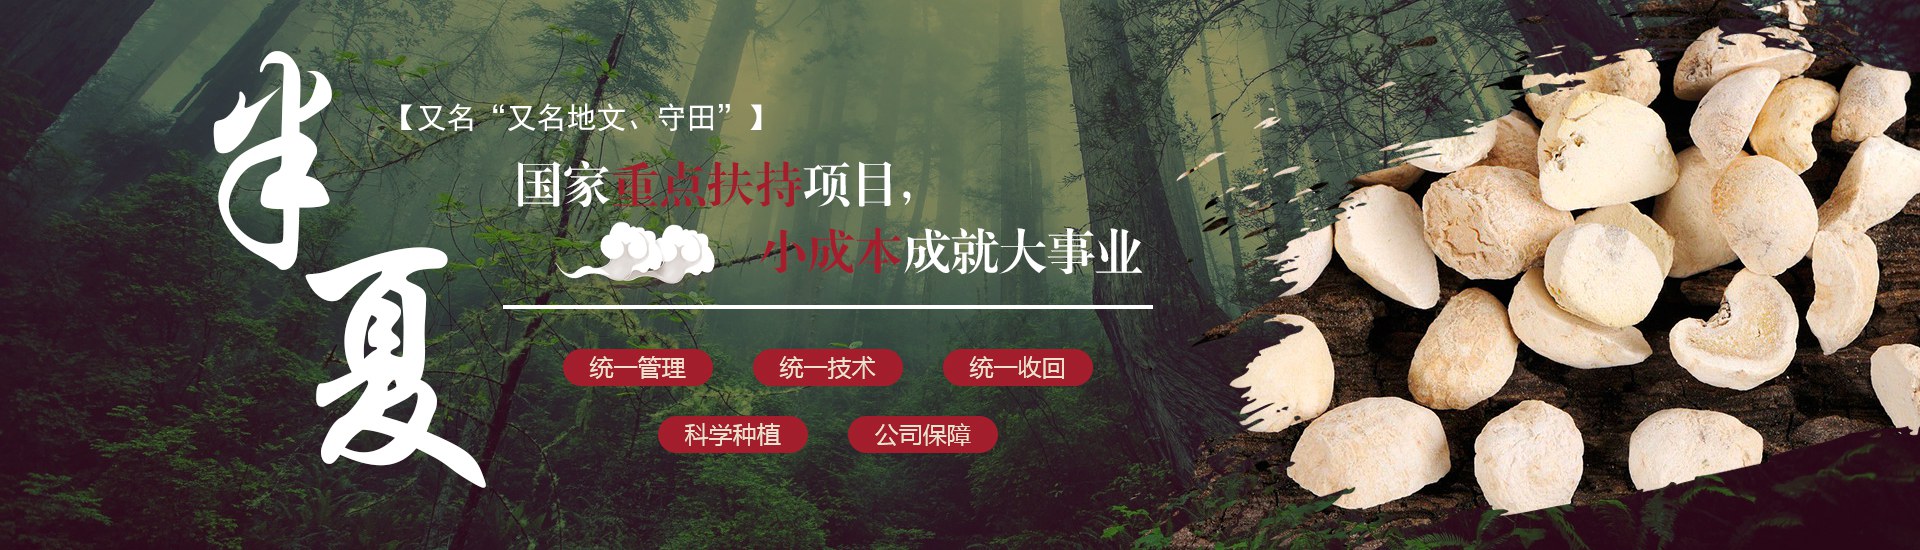 半夏
【又名“又名地文、守田”】
国家重点扶持项目，
小成本成就大事业
统一管理
统一技术
统一收回
科学种植
公司保障